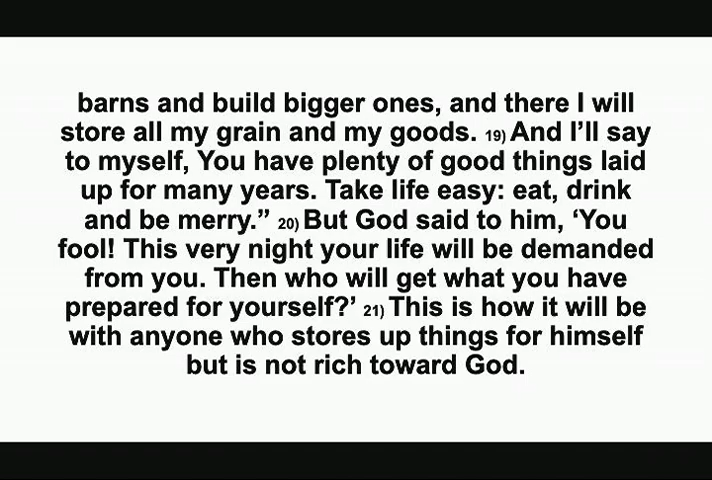 barns and build bigger ones, and there I will
store all my grain and my goods. 19) And I’ll say
to myself, You have plenty of good things laid
up for many years. Take life easy: eat, drink
and be merry.” 20) But God said to him, ‘You
fool! This very night your life will be demanded
from you. Then who will get what you have
prepared for yourself?’ 21) This is how it will be
with anyone who stores up things for himself
but is not rich toward God.